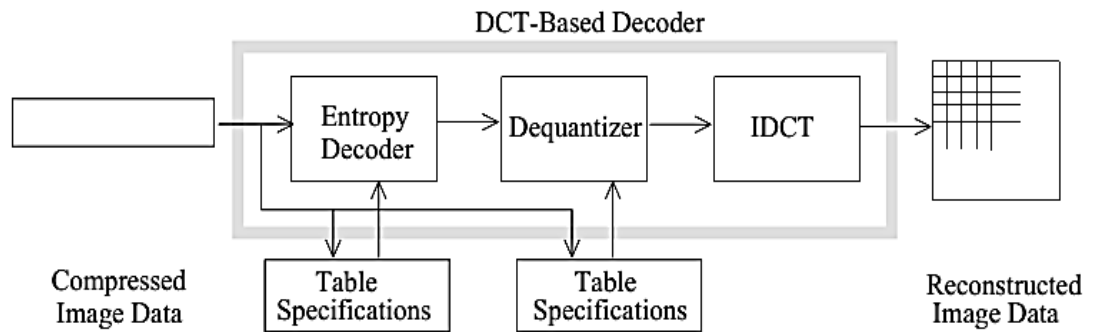 DCT-Based Decoder
Entropy
Decoder
Dequantizer
IDCT
Compressed
Image Data
Table
Specifications
Table
Specifications
Reconstructed
Image Data